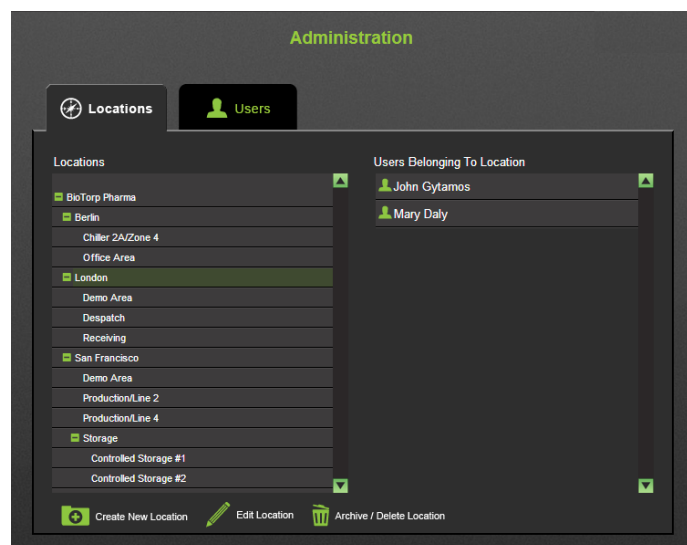 Administration
Locations
Users
Locations
BioTorp Pharma
Berlin
Chiller 2A/Zone 4
Office Area
London
Demo Area
Despatch
Receiving
San Francisco
Demo Area
Production/Line 2
Production/Line 4
Storage
Controlled Storage #1
Controlled Storage #2
Users Belonging To Location
John Gytamos
Mary Daly
Create New Location
Edit Location
Archive / Delete Location